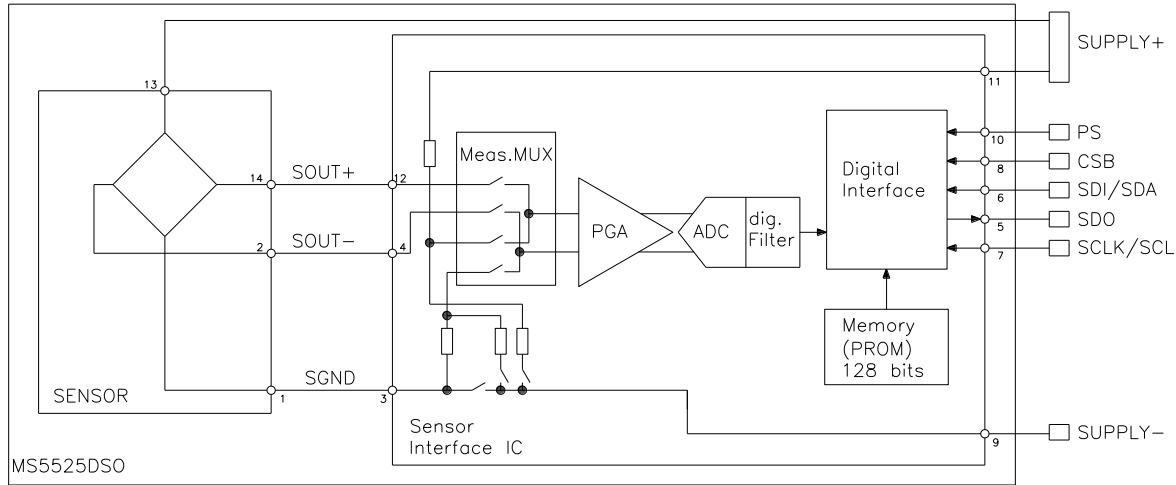 SUPPLY+
13
11
10
PS
Meas.MUX
8
CSB
Digital
Interface
14
SOUT+
12
6
SDI/SDA
5
SDO
PGA
ADC
dig.
Filter
2
SOUT-
4
7
SCLK/SCL
Memory
(PROM)
128 bits
SENSOR
1
SGND
3
Sensor
Interface IC
9
SUPPLY-
MS5525DSO